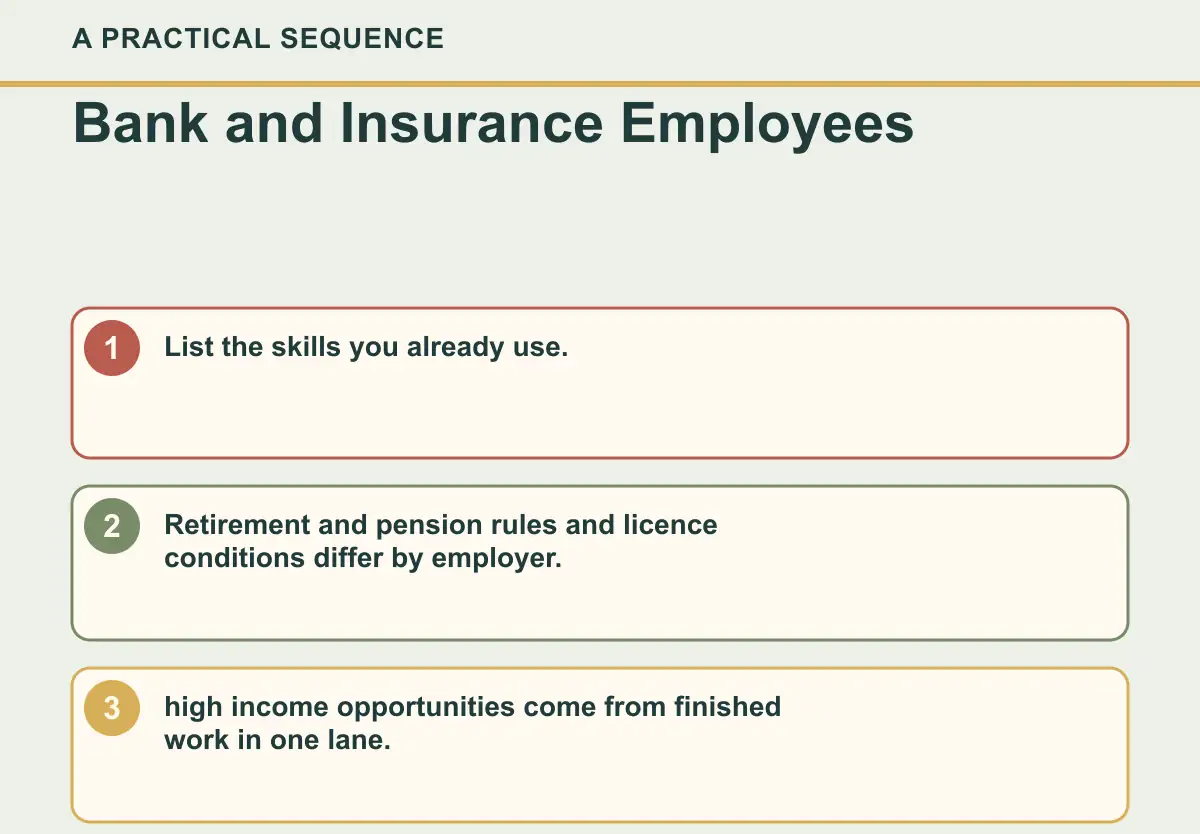 A PRACTICAL SEQUENCE
Bank and Insurance Employees
1
List the skills you already use.
2
Retirement and pension rules and licence
conditions differ by employer.
3
high income opportunities come from finished
work in one lane.